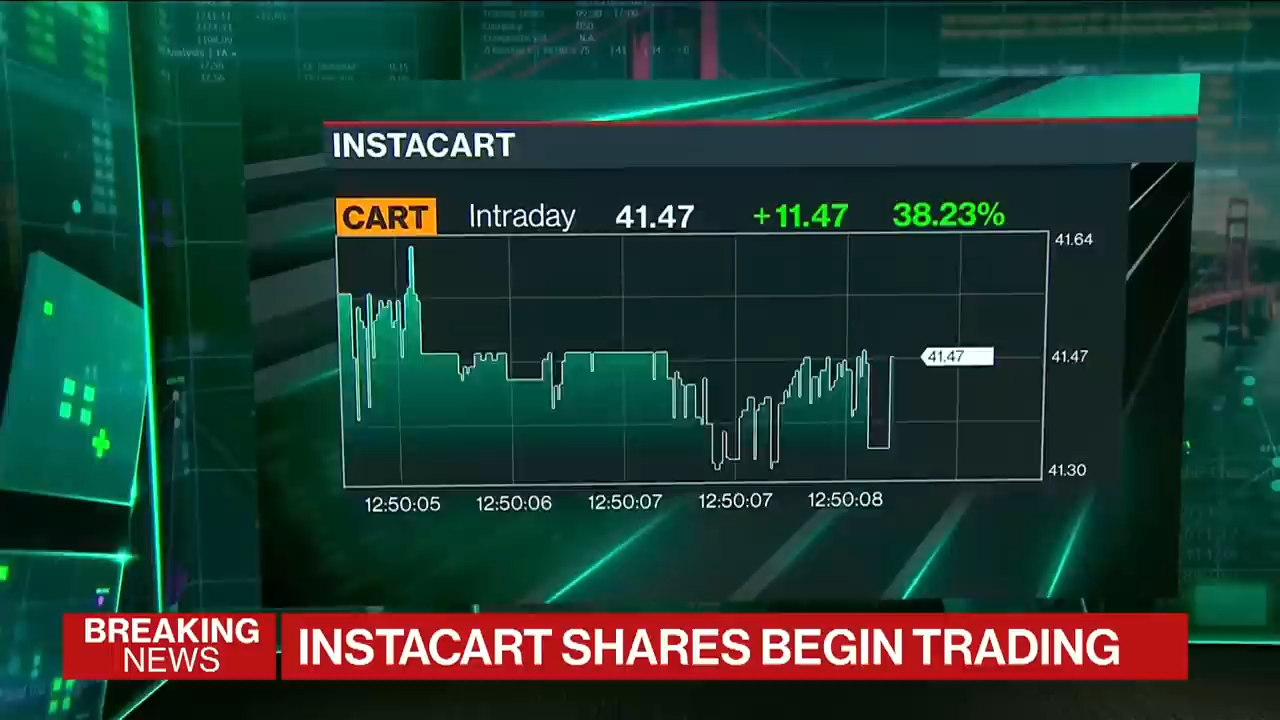 INSTACART
CART Intraday 41.47 +11.47 38.23%
41.64
41.47 41.47
41.30
12:50:05 12:50:06 12:50:07 12:50:07 12:50:08
BREAKING
NEWS
INSTACART SHARES BEGIN TRADING